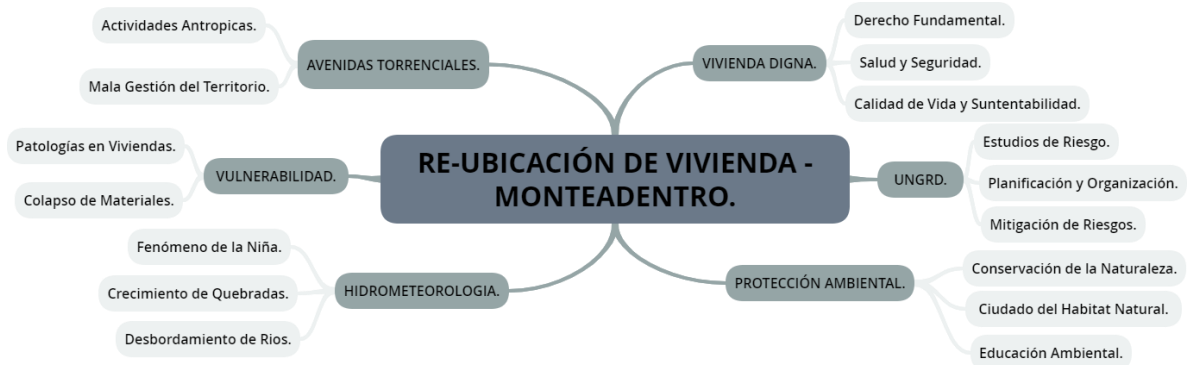 RE-UBICACIÓN DE VIVIENDA -
MONTEADENTRO.
AVENIDAS TORRENCIALES.
Actividades Antropicas.
Mala Gestión del Territorio.
VULNERABILIDAD.
Patologías en Viviendas.
Colapso de Materiales.
HIDROMETEOROLOGIA.
Fenómeno de la Niña.
Crecimiento de Quebradas.
Desbordamiento de Rios.
VIVIENDA DIGNA.
Derecho Fundamental.
Salud y Seguridad.
Calidad de Vida y Suntentabilidad.
UNGRD.
Estudios de Riesgo.
Planificación y Organización.
Mitigación de Riesgos.
PROTECCIÓN AMBIENTAL.
Conservación de la Naturaleza.
Ciudado del Habitat Natural.
Educación Ambiental.